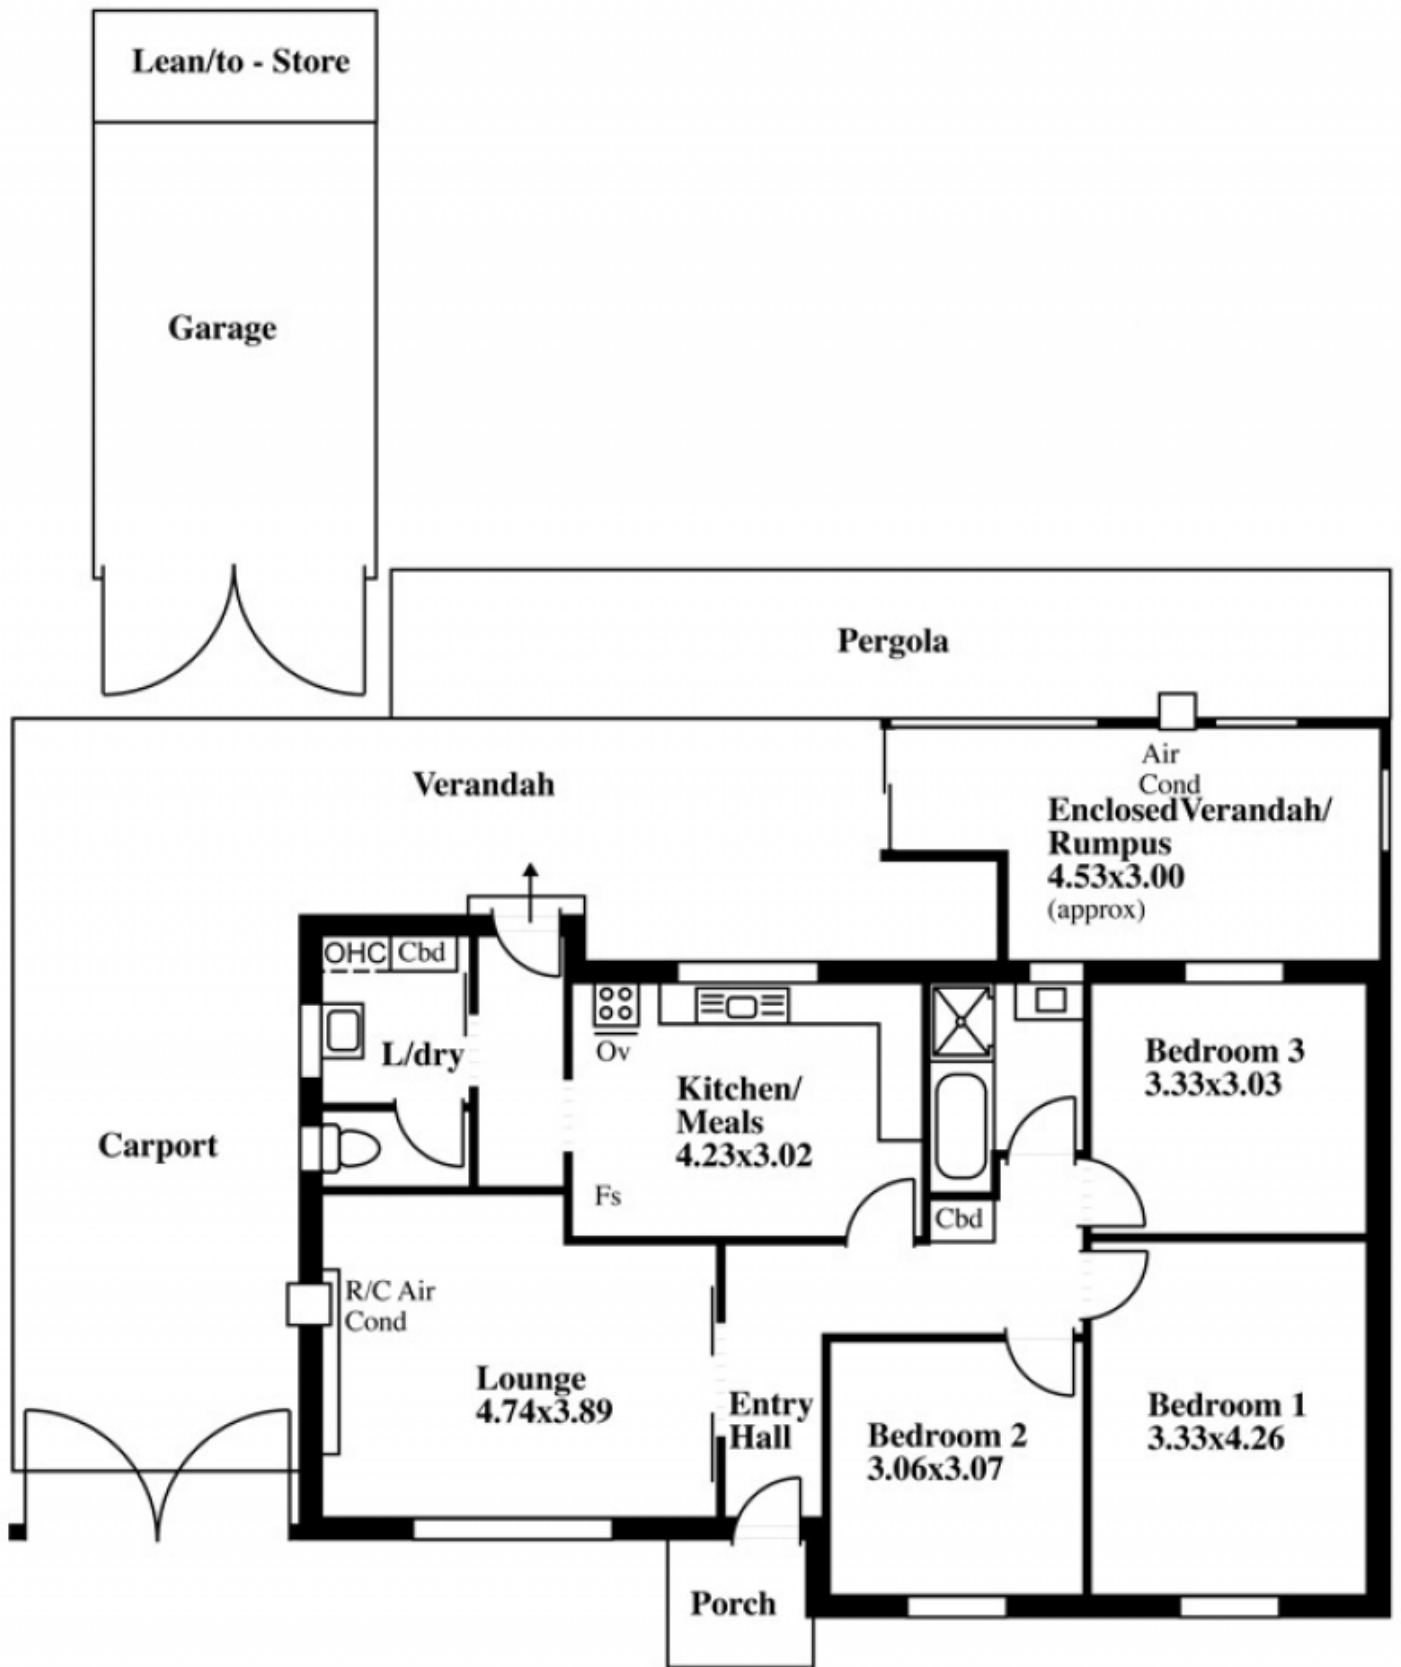 Lean/to - Store
Garage
Pergola
Verandah
Air
Cond
EnclosedVerandah/
Rumpus
4.53x3.00
(approx)
OHC
Cbd
L/dry
Ov
Kitchen/
Meals
4.23x3.02
Fs
Cbd
Bedroom 3
3.33x3.03
Carport
R/C Air
Cond
Lounge
4.74x3.89
Entry
Hall
Bedroom 2
3.06x3.07
Bedroom 1
3.33x4.26
Porch